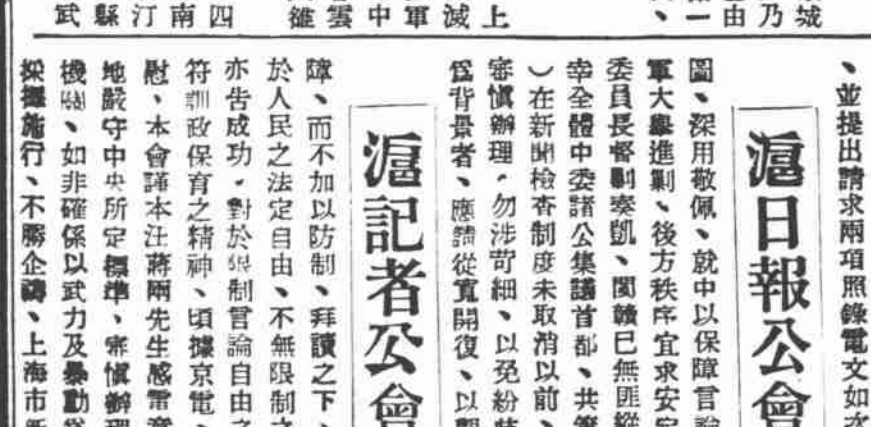 城
乃
由
一
、
上
滅
軍
中
雲
雒
四
南
汀
縣
武
、並提出請求兩項照錄電文如次
滬日報公會
圖、深用敬佩、就中以保障言論
軍大舉進剿、後方秩序宜求安定
委員長督剿奏凱、閩贛已無匪縱
幸全體中委諸公集議首都、共籌
)在新聞檢查制度未取消以前、
審慎辦理。勿涉苛細、以免紛
爲背景者、應請從寬開復、以
滬記者公會
障、而不加以防制、拜讀之下、
於人民之法定自由、不無限制之
亦告成功。對於限制言論自由之
符訓政保育之精神、頃據京電、
慰、本會謹本汪蔣兩先生感電意
地嚴守中央所定標準、審慎辦理
機關、如非確係以武力及暴動爲
採擇施行、不勝企禱、上海市新